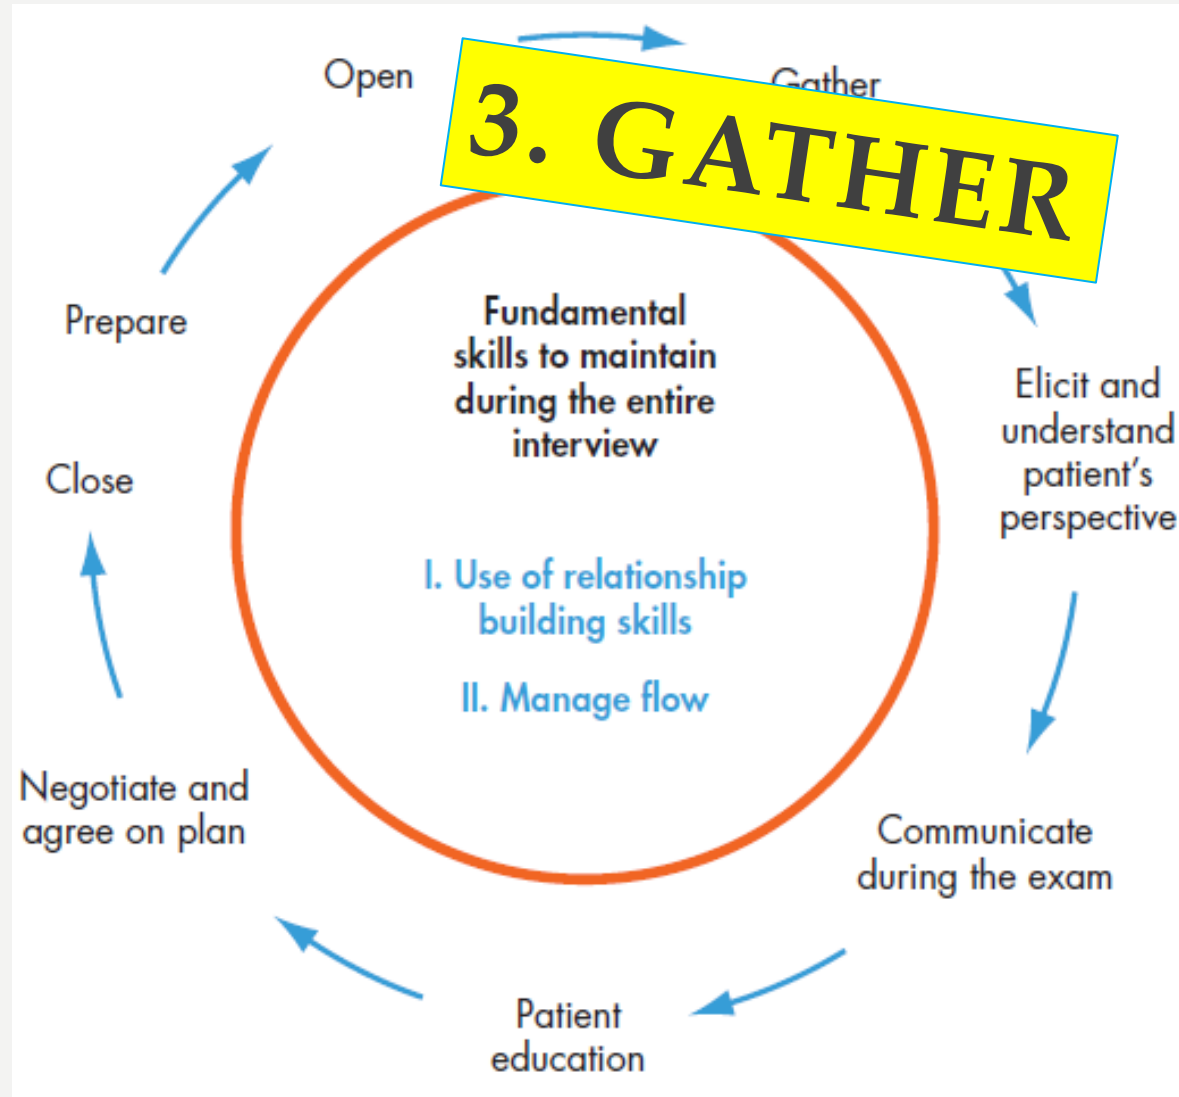 Open
Gather
3. GATHER
Prepare
Fundamental
skills to maintain
during the entire
interview
Elicit and
understand
patient's
perspective
Close
I. Use of relationship
building skills
II. Manage flow
Negotiate and
agree on plan
Communicate
during the exam
Patient
education